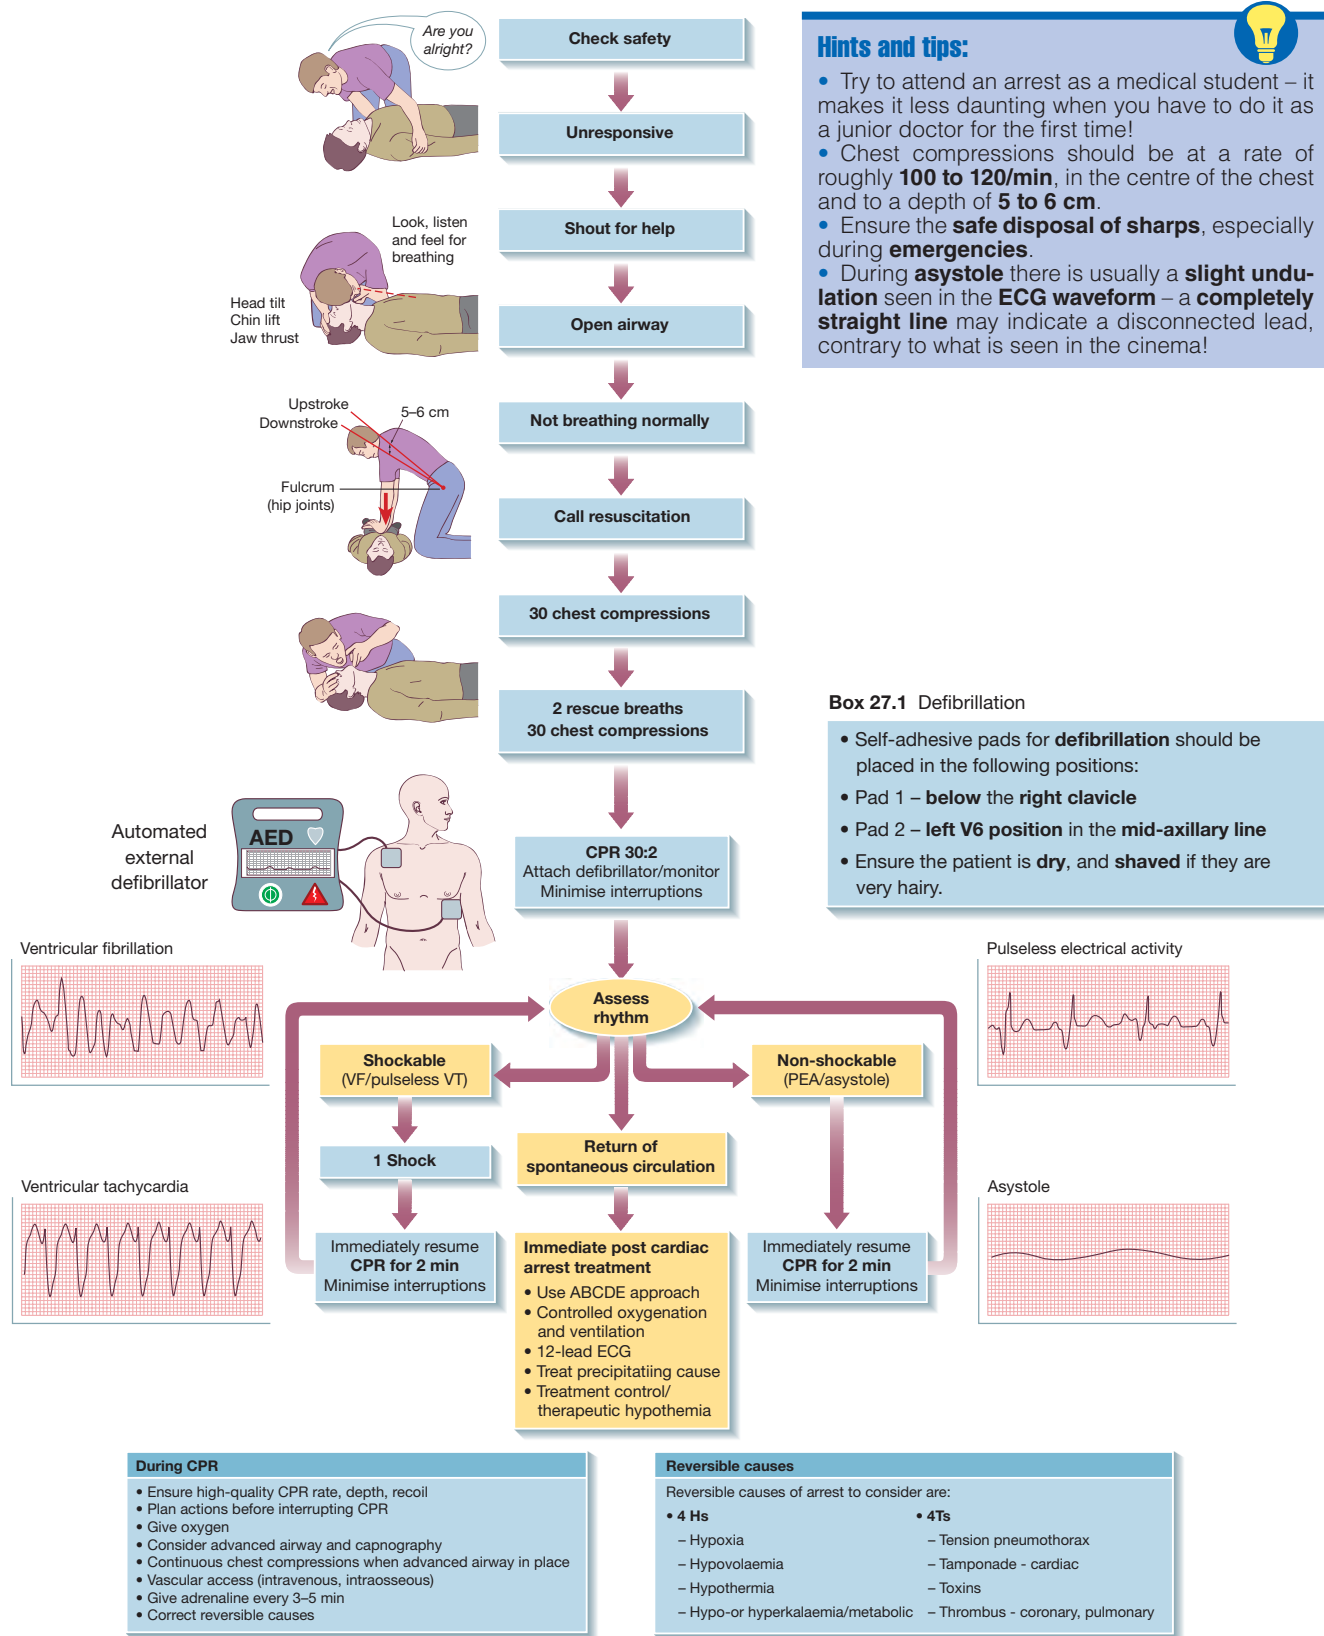 Are you
alright?
Check safety
Unresponsive
Shout for help
Look, listen
and feel for
breathing
Head tilt
Chin lift
Jaw thrust
Open airway
Not breathing normally
Upstroke
Downstroke
5–6 cm
Fulcrum
(hip joints)
Call resuscitation
30 chest compressions
2 rescue breaths
30 chest compressions
Automated
external
defibrillator
AED
CPR 30:2
Attach defibrillator/monitor
Minimise interruptions
Hints and tips:
• Try to attend an arrest as a medical student – it
makes it less daunting when you have to do it as
a junior doctor for the first time!
• Chest compressions should be at a rate of
roughly 100 to 120/min, in the centre of the chest
and to a depth of 5 to 6 cm.
• Ensure the safe disposal of sharps, especially
during emergencies.
• During asystole there is usually a slight undu-
lation seen in the ECG waveform – a completely
straight line may indicate a disconnected lead,
contrary to what is seen in the cinema!
Box 27.1 Defibrillation
• Self-adhesive pads for defibrillation should be
placed in the following positions:
• Pad 1 – below the right clavicle
• Pad 2 – left V6 position in the mid-axillary line
• Ensure the patient is dry, and shaved if they are
very hairy.
Ventricular fibrillation
Pulseless electrical activity
Assess
rhythm
Shockable
(VF/pulseless VT)
Non-shockable
(PEA/asystole)
1 Shock
Return of
spontaneous circulation
Ventricular tachycardia
Asystole
Immediately resume
CPR for 2 min
Minimise interruptions
Immediate post cardiac
arrest treatment
• Use ABCDE approach
• Controlled oxygenation
and ventilation
• 12-lead ECG
• Treat precipitatiing cause
• Treatment control/
therapeutic hypothemia
Immediately resume
CPR for 2 min
Minimise interruptions
During CPR
• Ensure high-quality CPR rate, depth, recoil
• Plan actions before interrupting CPR
• Give oxygen
• Consider advanced airway and capnography
• Continuous chest compressions when advanced airway in place
• Vascular access (intravenous, intraosseous)
• Give adrenaline every 3–5 min
• Correct reversible causes
Reversible causes
Reversible causes of arrest to consider are:
• 4 Hs
– Hypoxia
– Hypovolaemia
– Hypothermia
– Hypo-or hyperkalaemia/metabolic
• 4Ts
– Tension pneumothorax
– Tamponade - cardiac
– Toxins
– Thrombus - coronary, pulmonary